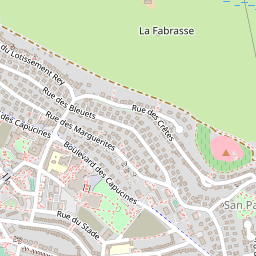 La Fabrasse
du Lotissement Rey
Rue des Bleuets
Rue des Crêtes
Rue des Marguerites
des Capucines
Boulevard des Capucines
San Pa
Rue du Stade